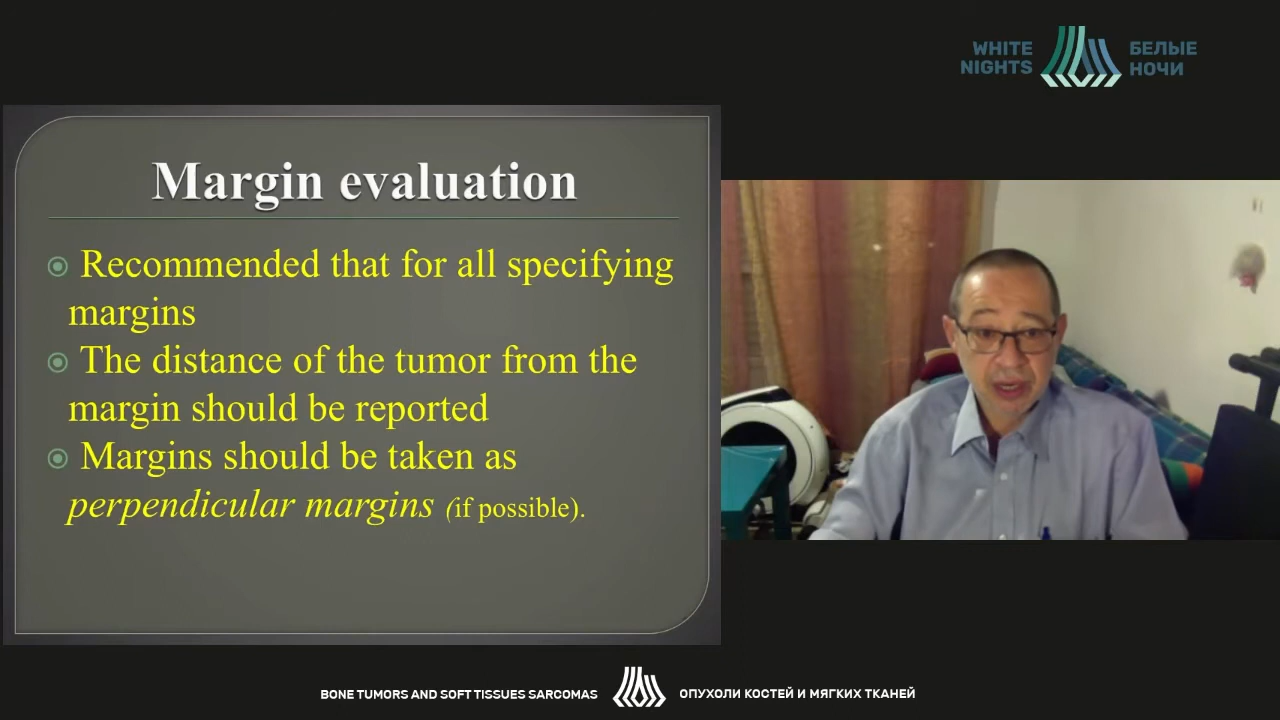 WHITE
NIGHTS
БЕЛЫЕ
НОЧИ
Margin evaluation
Recommended that for all specifying
margins
The distance of the tumor from the
margin should be reported
Margins should be taken as
perpendicular margins (if possible).
BONE TUMORS AND SOFT TISSUES SARCOMAS
ОПУХОЛИ КОСТЕЙ И МЯГКИХ ТКАНЕЙ